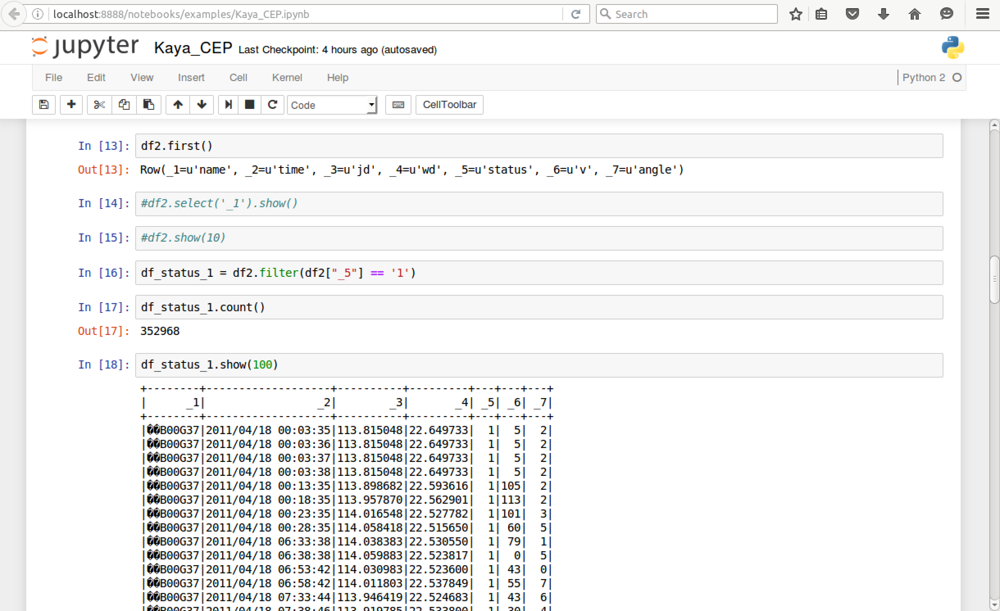 localhost:8888/notebooks/examples/Kaya_CEP.ipynb Search
jupyter Kaya_CEP Last Checkpoint: 4 hours ago (autosaved)
File Edit View Insert Cell Kernel Help Python 2
Code CellToolbar
In [13]: df2.first()
Out[13]: Row(_1=u'name', _2=u'time', _3=u'jd', _4=u'wd', _5=u'status', _6=u'v', _7=u'angle')
In [14]: #df2.select('_1').show()
In [15]: #df2.show(10)
In [16]: df_status_1 = df2.filter(df2["_5"] == '1')
In [17]: df_status_1.count()
Out[17]: 352968
In [18]: df_status_1.show(100)
+--------+-------------------+----------+---------+---+---+---+
|      _1|                 _2|        _3|       _4| _5| _6| _7|
+--------+-------------------+----------+---------+---+---+---+
|��B00G37|2011/04/18 00:03:35|113.815048|22.649733|  1|  5|  2|
|��B00G37|2011/04/18 00:03:36|113.815048|22.649733|  1|  5|  2|
|��B00G37|2011/04/18 00:03:37|113.815048|22.649733|  1|  5|  2|
|��B00G37|2011/04/18 00:03:38|113.815048|22.649733|  1|  5|  2|
|��B00G37|2011/04/18 00:13:35|113.898682|22.593616|  1|105|  2|
|��B00G37|2011/04/18 00:18:35|113.957870|22.562901|  1|113|  2|
|��B00G37|2011/04/18 00:23:35|114.016548|22.527782|  1|101|  3|
|��B00G37|2011/04/18 00:28:35|114.058418|22.515650|  1| 60|  5|
|��B00G37|2011/04/18 06:33:38|114.038383|22.530550|  1| 79|  1|
|��B00G37|2011/04/18 06:38:38|114.059883|22.523817|  1|  0|  5|
|��B00G37|2011/04/18 06:53:42|114.030983|22.523600|  1| 43|  0|
|��B00G37|2011/04/18 06:58:42|114.011803|22.537849|  1| 55|  7|
|��B00G37|2011/04/18 07:33:44|113.946419|22.524683|  1| 43|  6|
|��B00G37|2011/04/18 07:38:46|113.919785|22.533800|  1| 30|  4|